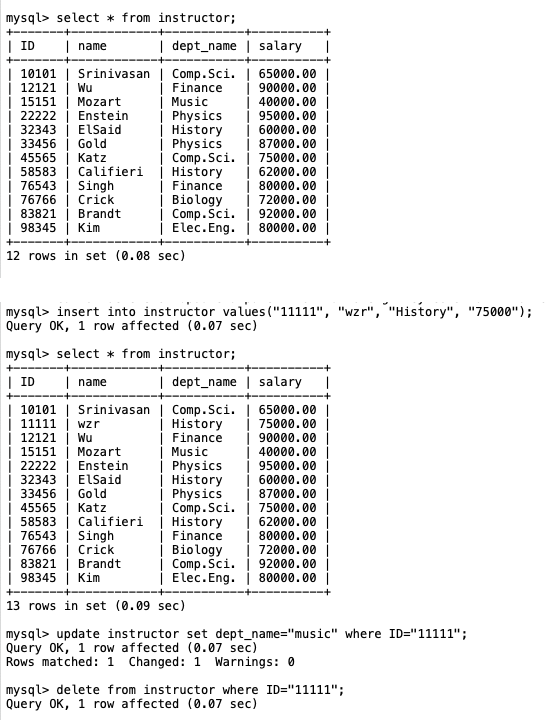 mysql> select * from instructor;
+-------+------------+-----------+----------+
| ID    | name       | dept_name | salary   |
+-------+------------+-----------+----------+
| 10101 | Srinivasan | Comp.Sci. | 65000.00 |
| 12121 | Wu         | Finance   | 90000.00 |
| 15151 | Mozart     | Music     | 40000.00 |
| 22222 | Enstein    | Physics   | 95000.00 |
| 32343 | ElSaid     | History   | 60000.00 |
| 33456 | Gold       | Physics   | 87000.00 |
| 45565 | Katz       | Comp.Sci. | 75000.00 |
| 58583 | Califieri  | History   | 62000.00 |
| 76543 | Singh      | Finance   | 80000.00 |
| 76766 | Crick      | Biology   | 72000.00 |
| 83821 | Brandt     | Comp.Sci. | 92000.00 |
| 98345 | Kim        | Elec.Eng. | 80000.00 |
+-------+------------+-----------+----------+
12 rows in set (0.08 sec)
mysql> insert into instructor values("11111", "wzr", "History", "75000");
Query OK, 1 row affected (0.07 sec)
mysql> select * from instructor;
+-------+------------+-----------+----------+
| ID    | name       | dept_name | salary   |
+-------+------------+-----------+----------+
| 10101 | Srinivasan | Comp.Sci. | 65000.00 |
| 11111 | wzr        | History   | 75000.00 |
| 12121 | Wu         | Finance   | 90000.00 |
| 15151 | Mozart     | Music     | 40000.00 |
| 22222 | Enstein    | Physics   | 95000.00 |
| 32343 | ElSaid     | History   | 60000.00 |
| 33456 | Gold       | Physics   | 87000.00 |
| 45565 | Katz       | Comp.Sci. | 75000.00 |
| 58583 | Califieri  | History   | 62000.00 |
| 76543 | Singh      | Finance   | 80000.00 |
| 76766 | Crick      | Biology   | 72000.00 |
| 83821 | Brandt     | Comp.Sci. | 92000.00 |
| 98345 | Kim        | Elec.Eng. | 80000.00 |
+-------+------------+-----------+----------+
13 rows in set (0.09 sec)
mysql> update instructor set dept_name="music" where ID="11111";
Query OK, 1 row affected (0.07 sec)
Rows matched: 1  Changed: 1  Warnings: 0
mysql> delete from instructor where ID="11111";
Query OK, 1 row affected (0.07 sec)